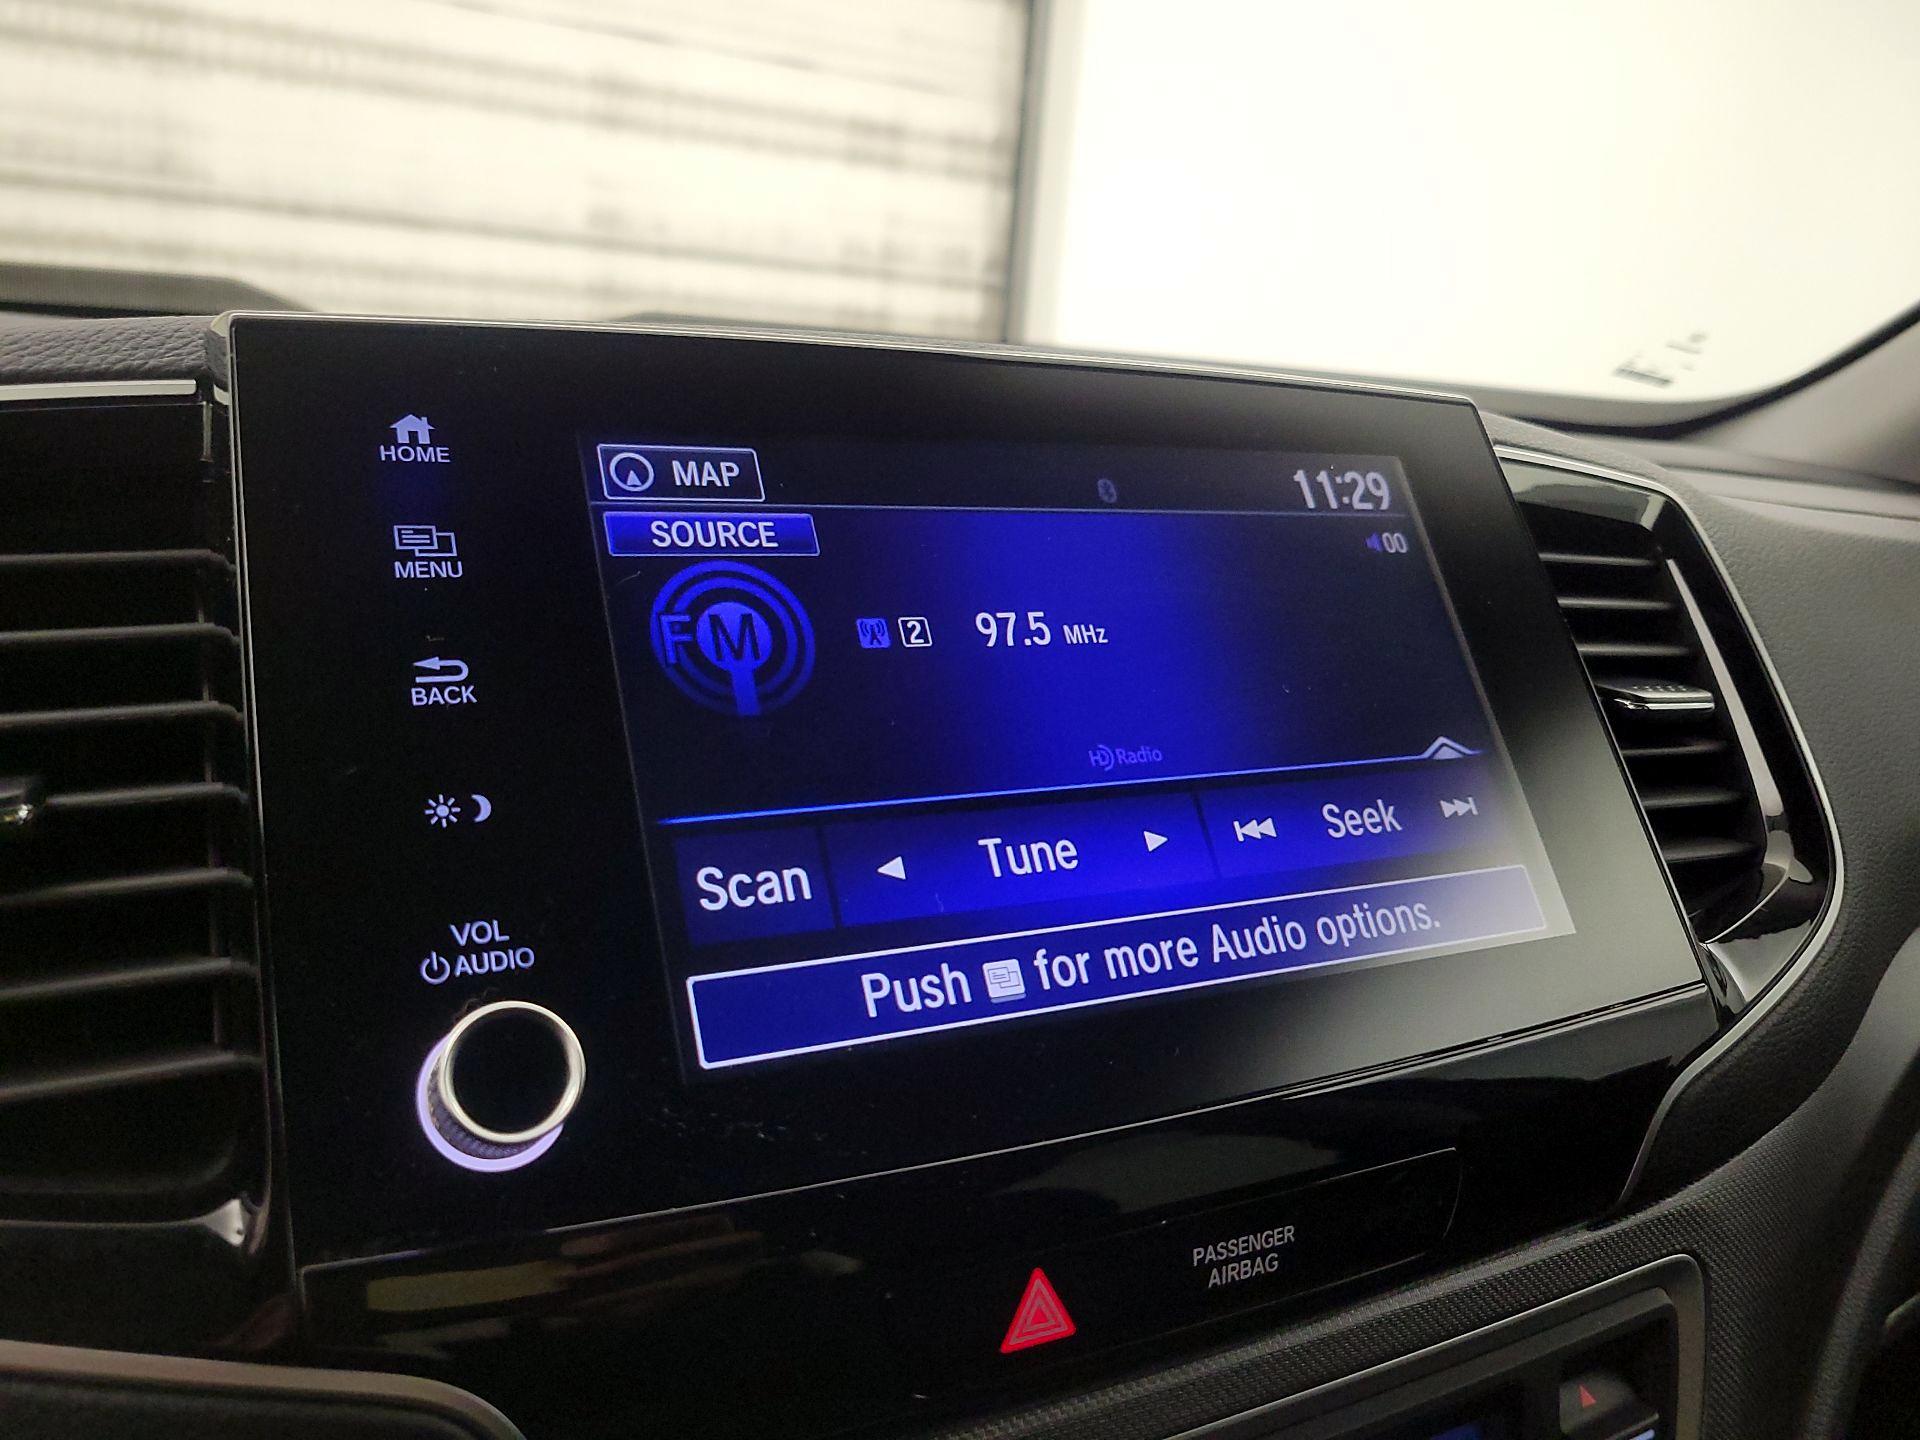 HOME
MENU
BACK
VOL
AUDIO
MAP
11:29
SOURCE
00
FM
2 97.5 MHz
HD Radio
Scan Tune Seek
Push for more Audio options.
PASSENGER
AIRBAG